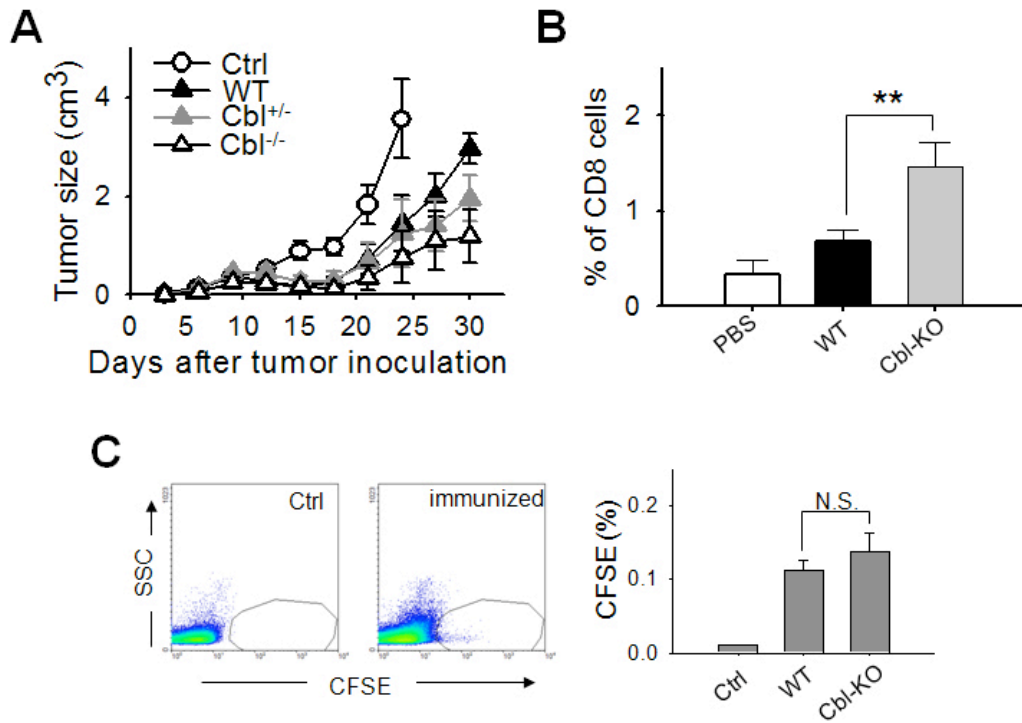 A
Tumor size (cm3)
4
2
0
Ctrl
WT
Cbl+/-
Cbl-/-
0 5 10 15 20 25 30
Days after tumor inoculation
B
% of CD8 cells
2
1
0
**
PBS
WT
Cbl-KO
C
SSC
1023
Ctrl
1023
immunized
CFSE
CFSE (%)
0.2
0.1
0.0
N.S.
Ctrl
WT
Cbl-KO